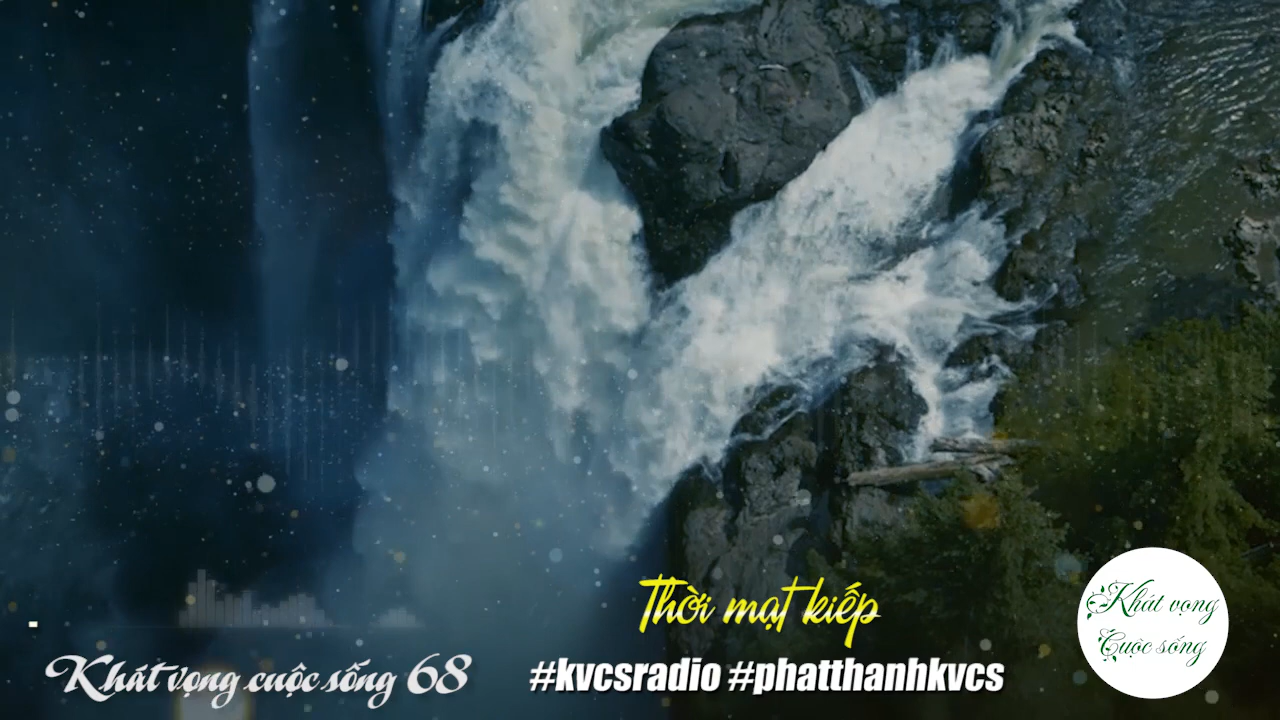 Thời mạt kiếp
Khát vọng cuộc sống 68
#kvcsradio #phatthanhkvcs
Khát vọng
Cuộc sống